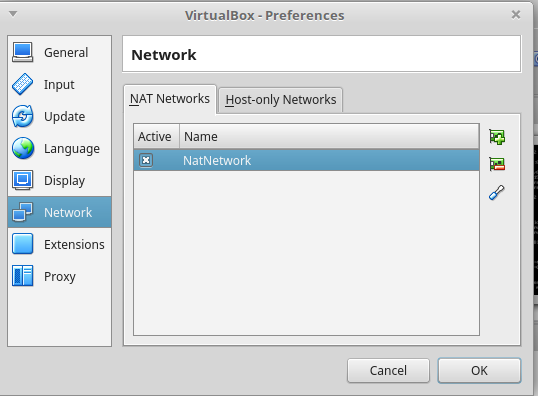 VirtualBox - Preferences
General
Input
Update
Language
Display
Network
Extensions
Proxy
Network
NAT Networks
Host-only Networks
Active Name
NatNetwork
Cancel OK